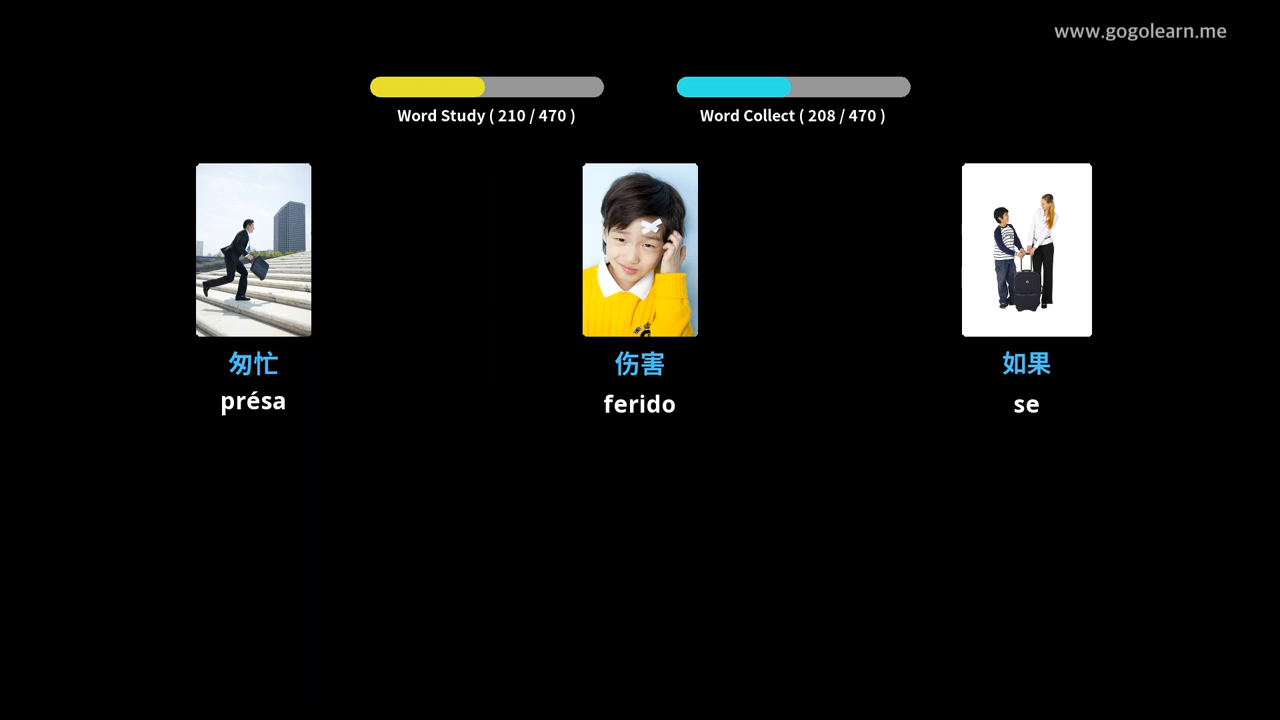 www.gogolearn.me
Word Study ( 210 / 470 )
Word Collect ( 208 / 470 )
匆忙
伤害
如果
présa
ferido
se